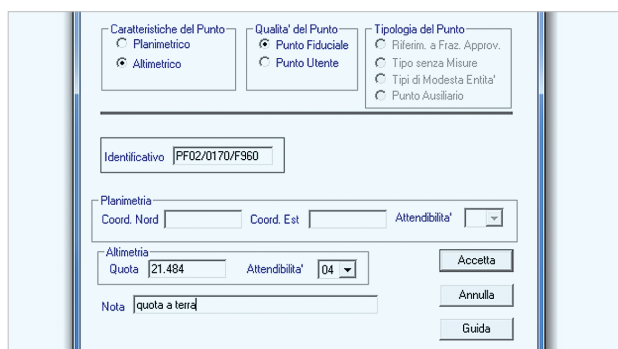 Caratteristiche del Punto
Planimetrico
Altimetrico
Qualita' del Punto
Punto Fiduciale
Punto Utente
Tipologia del Punto
Riferim. a Fraz. Approv.
Tipo senza Misure
Tipi di Modesta Entita'
Punto Ausiliario
Identificativo PF02/0170/F960
Planimetria
Coord. Nord Coord. Est Attendibilita'
Altimetria
Quota 21.484 Attendibilita' 04
Nota quota a terra
Accetta
Annulla
Guida